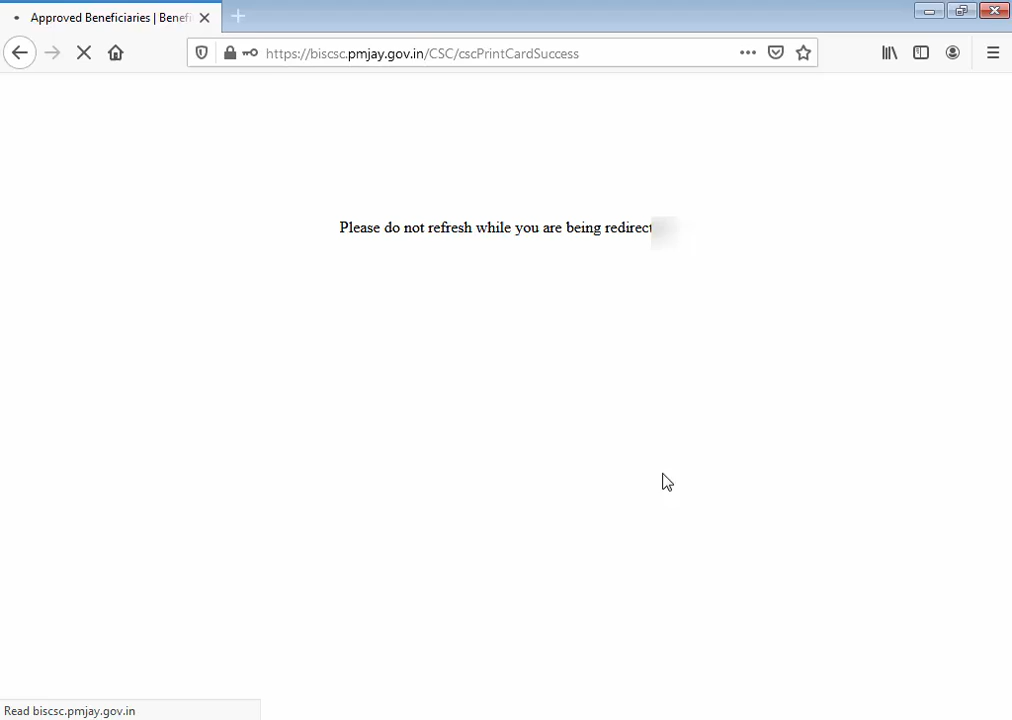 Approved Beneficiaries | Benefi
https://biscsc.pmjay.gov.in/CSC/cscPrintCardSuccess
Please do not refresh while you are being redirect
Read biscsc.pmjay.gov.in